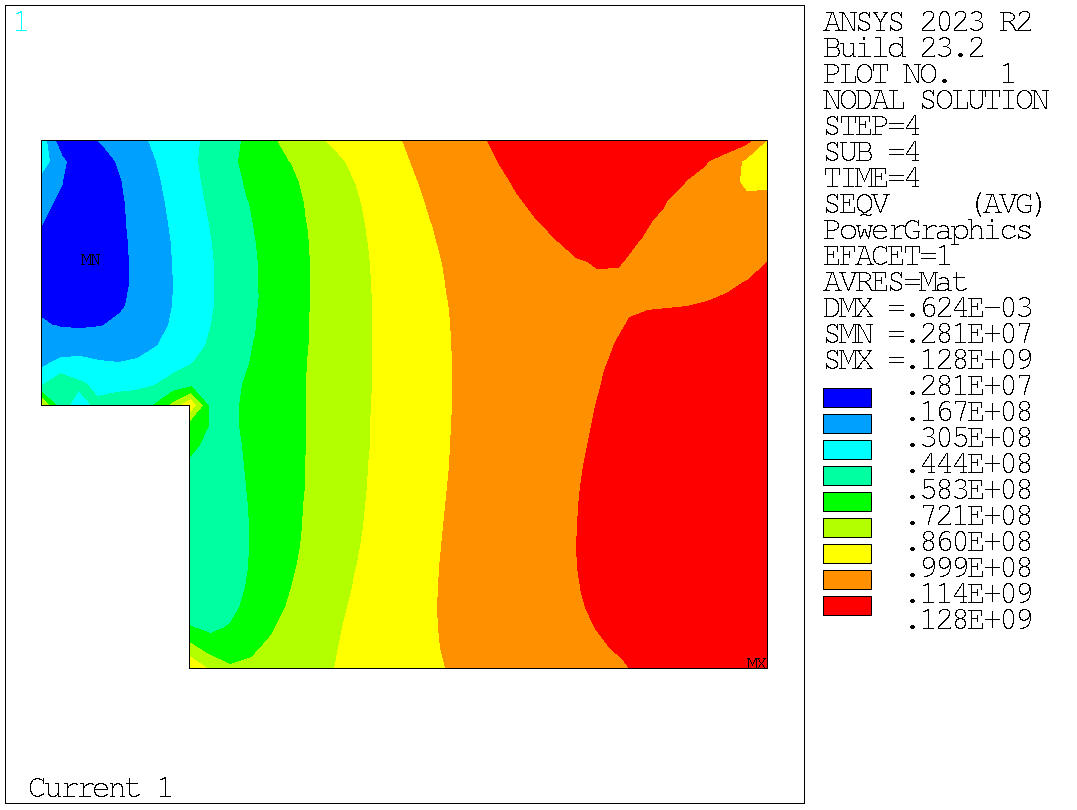 1
ANSYS 2023 R2
Build 23.2
PLOT NO. 1
NODAL SOLUTION
STEP=4
SUB =4
TIME=4
SEQV (AVG)
PowerGraphics
EFACET=1
AVRES=Mat
DMX =.624E-03
SMN =.281E+07
SMX =.128E+09
.281E+07
.167E+08
.305E+08
.444E+08
.583E+08
.721E+08
.860E+08
.999E+08
.114E+09
.128E+09
MN
MX
Current 1